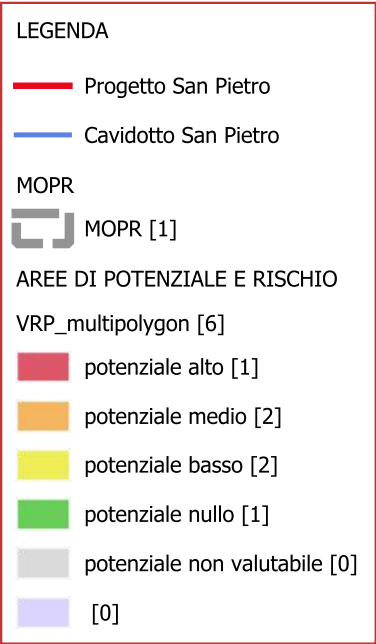 LEGENDA
Progetto San Pietro
Cavidotto San Pietro
MOPR
MOPR [1]
AREE DI POTENZIALE E RISCHIO
VRP_multipolygon [6]
potenziale alto [1]
potenziale medio [2]
potenziale basso [2]
potenziale nullo [1]
potenziale non valutabile [0]
[0]